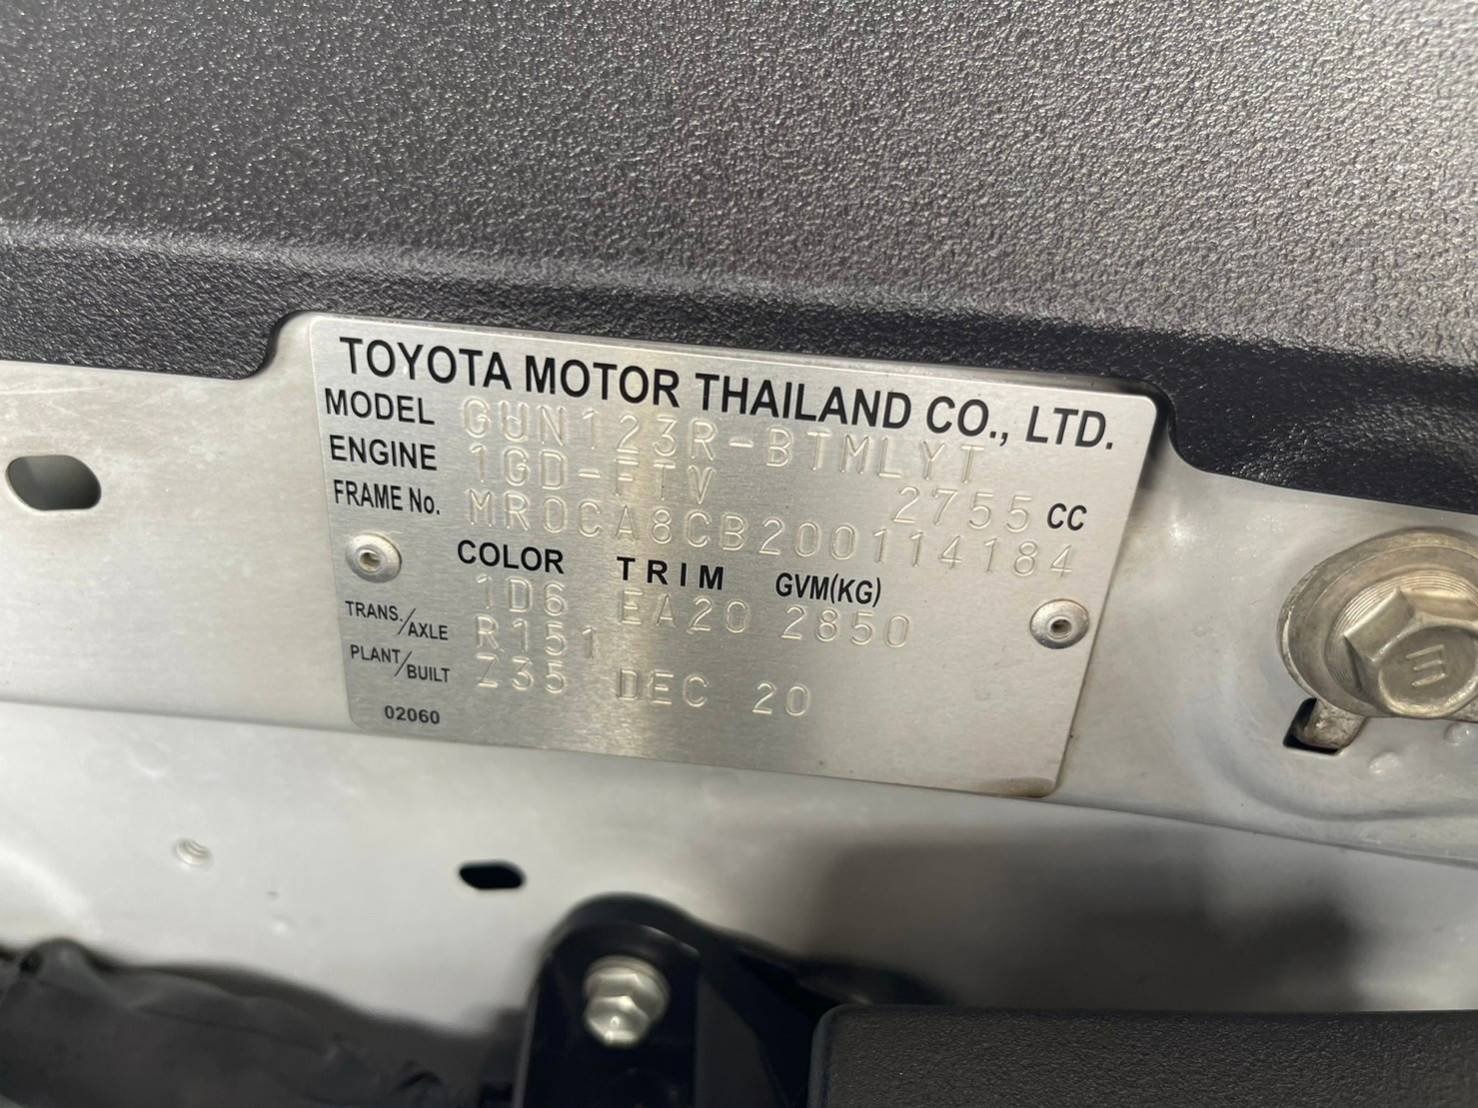 TOYOTA MOTOR THAILAND CO., LTD.
MODEL GUN123R-BTMLYT
ENGINE 1GD-FTV 2755 CC
FRAME No. MR0CA8CB200114184
COLOR TRIM GVM(KG)
1D6 EA20 2850
TRANS./AXLE R151
PLANT/BUILT Z35 DEC 20
02060